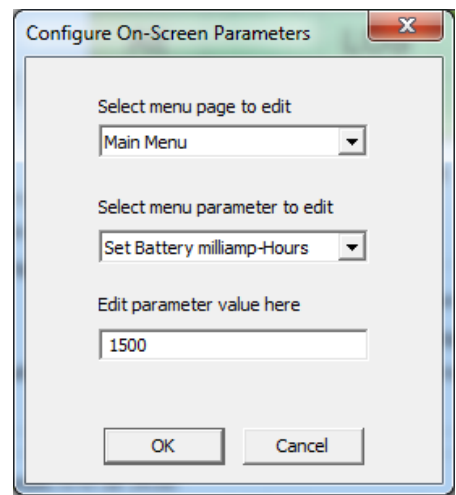 Configure On-Screen Parameters
Select menu page to edit
Main Menu
Select menu parameter to edit
Set Battery milliamp-Hours
Edit parameter value here
1500
OK Cancel